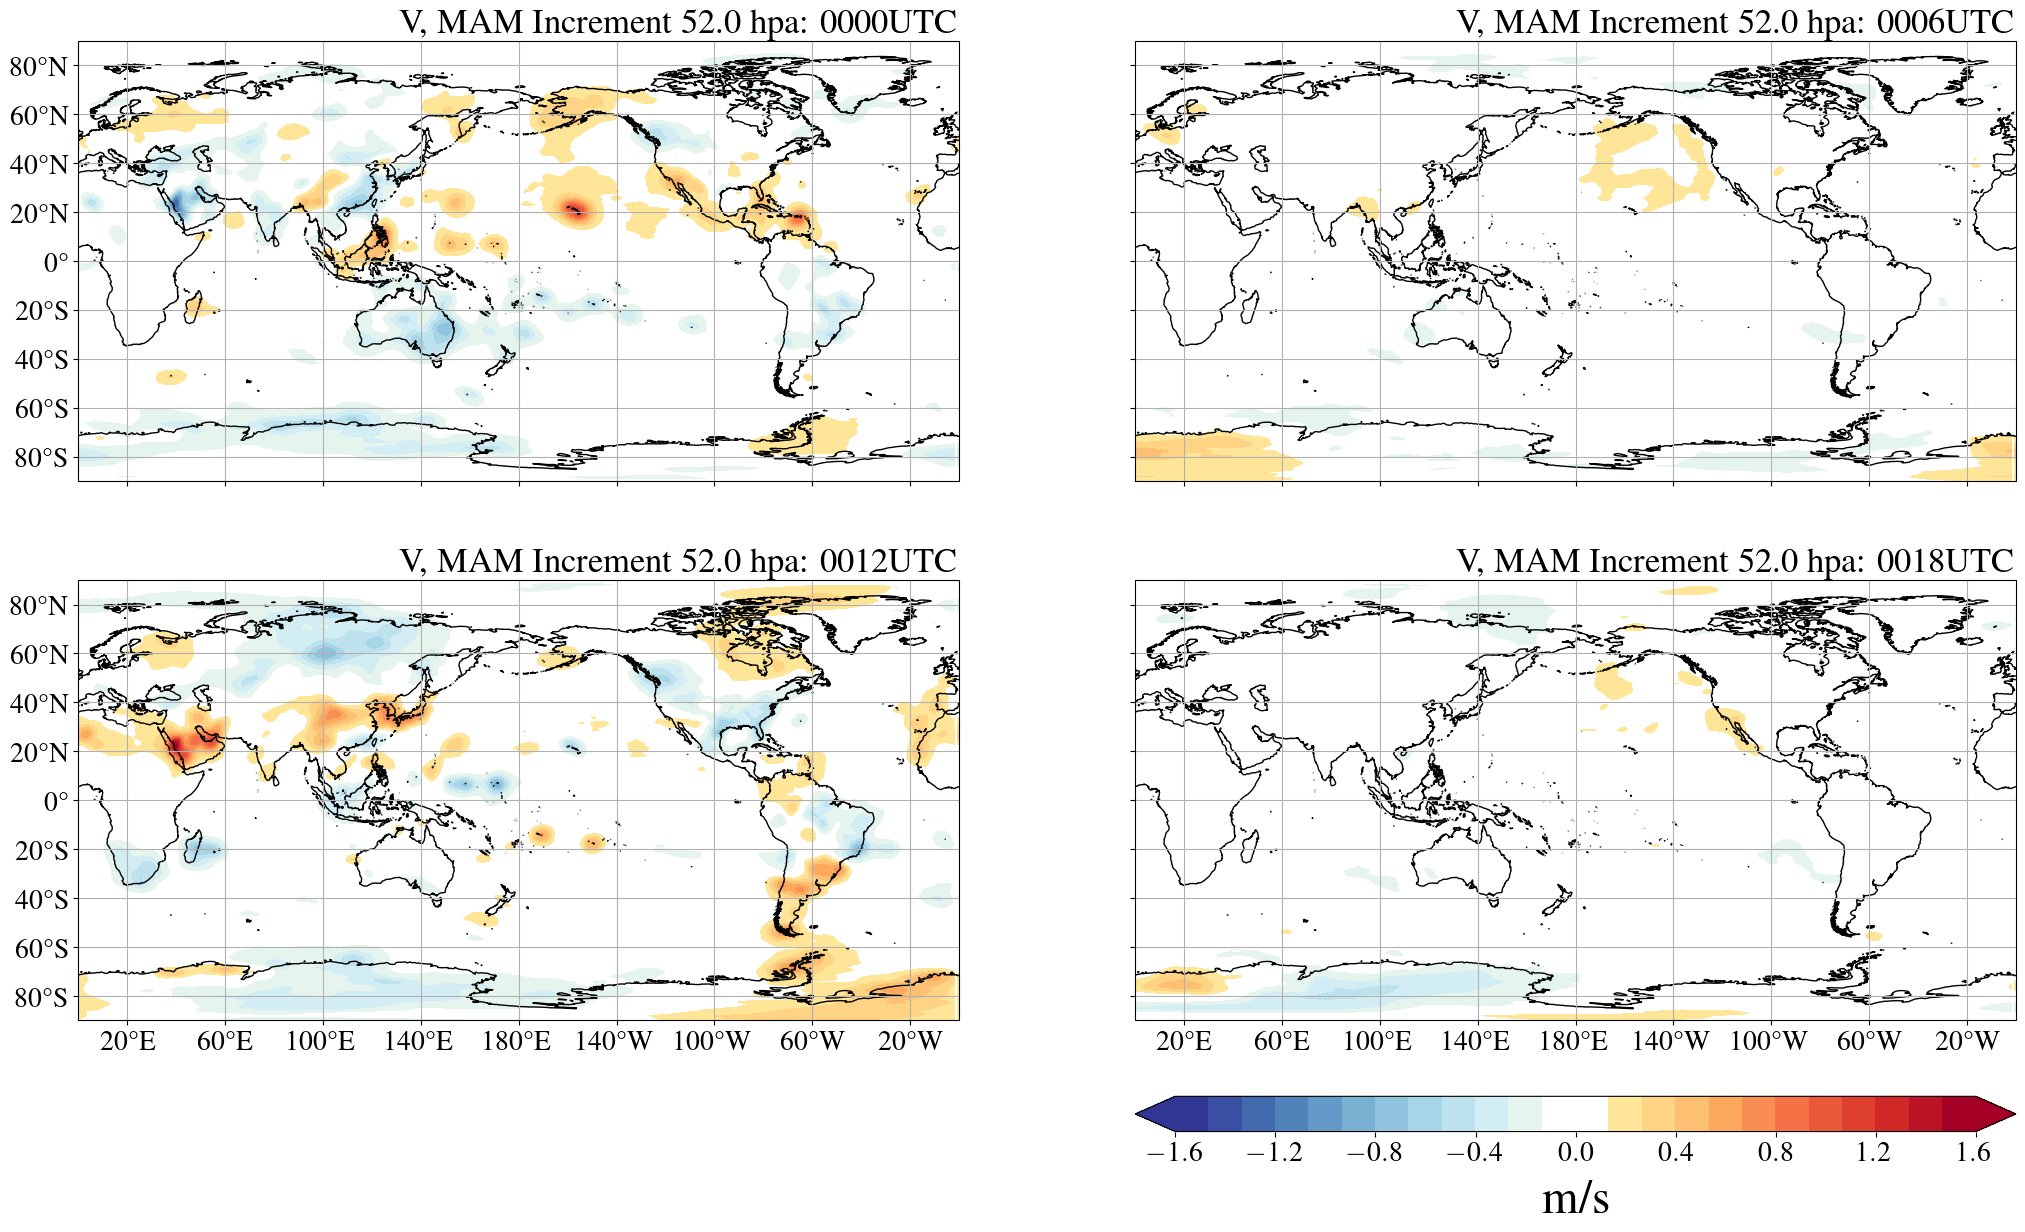 V, MAM Increment 52.0 hpa: 0000UTC
V, MAM Increment 52.0 hpa: 0006UTC
80°N
60°N
40°N
20°N
0°
20°S
40°S
60°S
80°S
V, MAM Increment 52.0 hpa: 0012UTC
V, MAM Increment 52.0 hpa: 0018UTC
80°N
60°N
40°N
20°N
0°
20°S
40°S
60°S
80°S
20°E 60°E 100°E 140°E 180°E 140°W 100°W 60°W 20°W
20°E 60°E 100°E 140°E 180°E 140°W 100°W 60°W 20°W
−1.6 −1.2 −0.8 −0.4 0.0 0.4 0.8 1.2 1.6
m/s